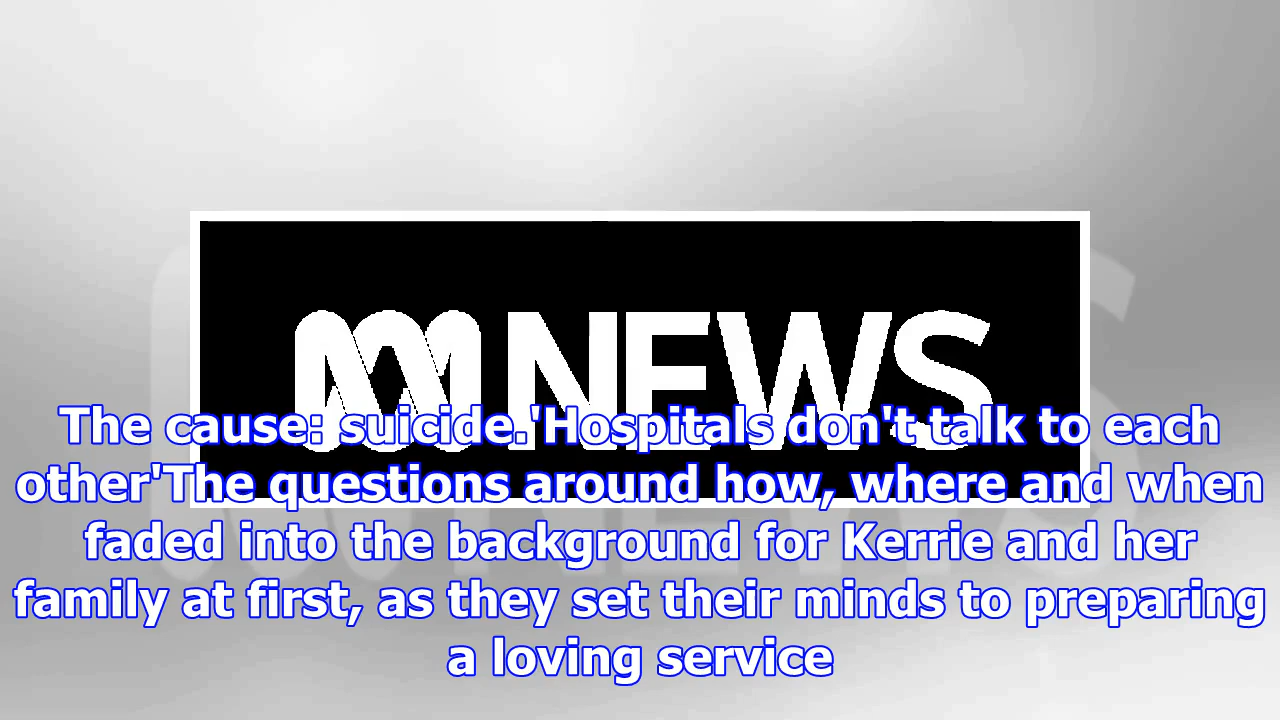 NEWS
The cause: suicide.'Hospitals don't talk to each
other'The questions around how, where and when
faded into the background for Kerrie and her
family at first, as they set their minds to preparing
a loving service